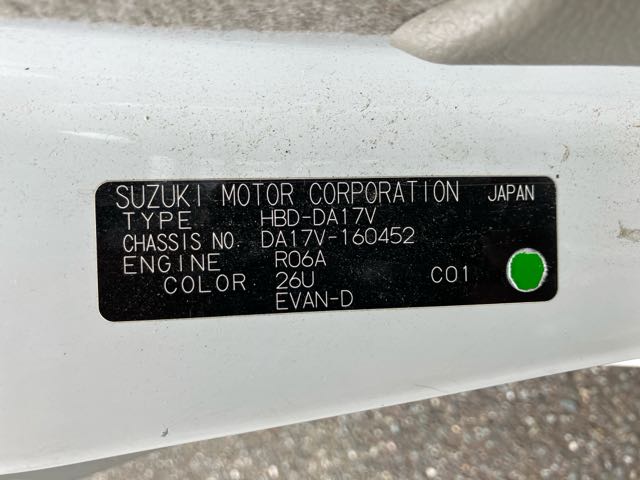 SUZUKI MOTOR CORPORATION JAPAN
TYPE HBD-DA17V
CHASSIS NO. DA17V-160452
ENGINE R06A
COLOR 26U C01
EVAN-D